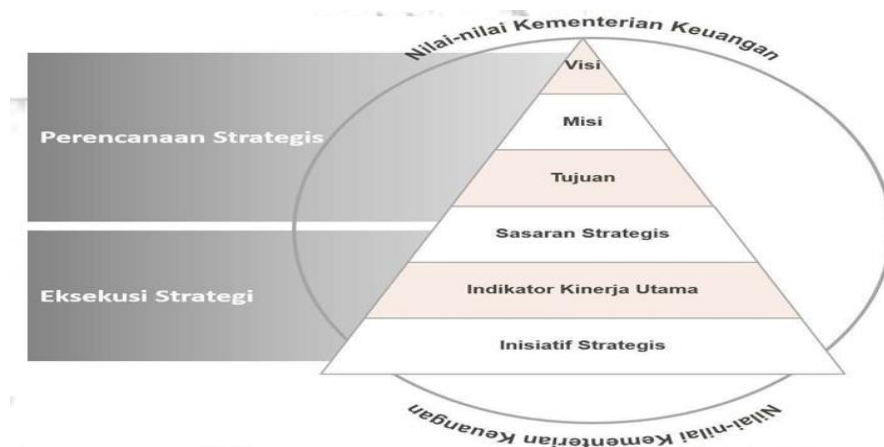 Nilai-nilai Kementerian Keuangan
Visi
Misi
Perencanaan Strategis
Tujuan
Sasaran Strategis
Eksekusi Strategi
Indikator Kinerja Utama
Inisiatif Strategis
Nilai-nilai Kementerian Keuangan